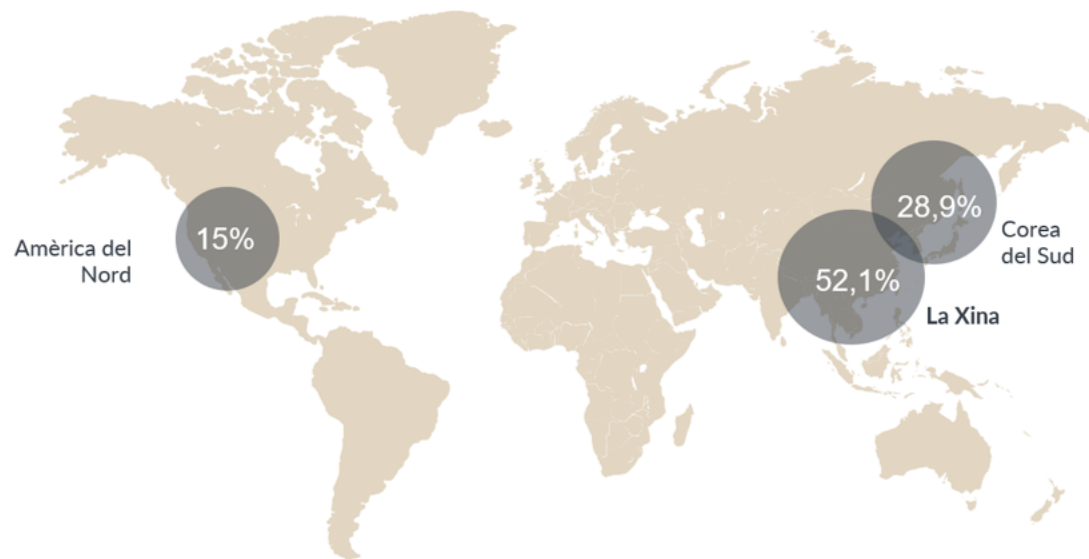 15%
Amèrica del
Nord
28,9%
Corea
del Sud
52,1%
La Xina